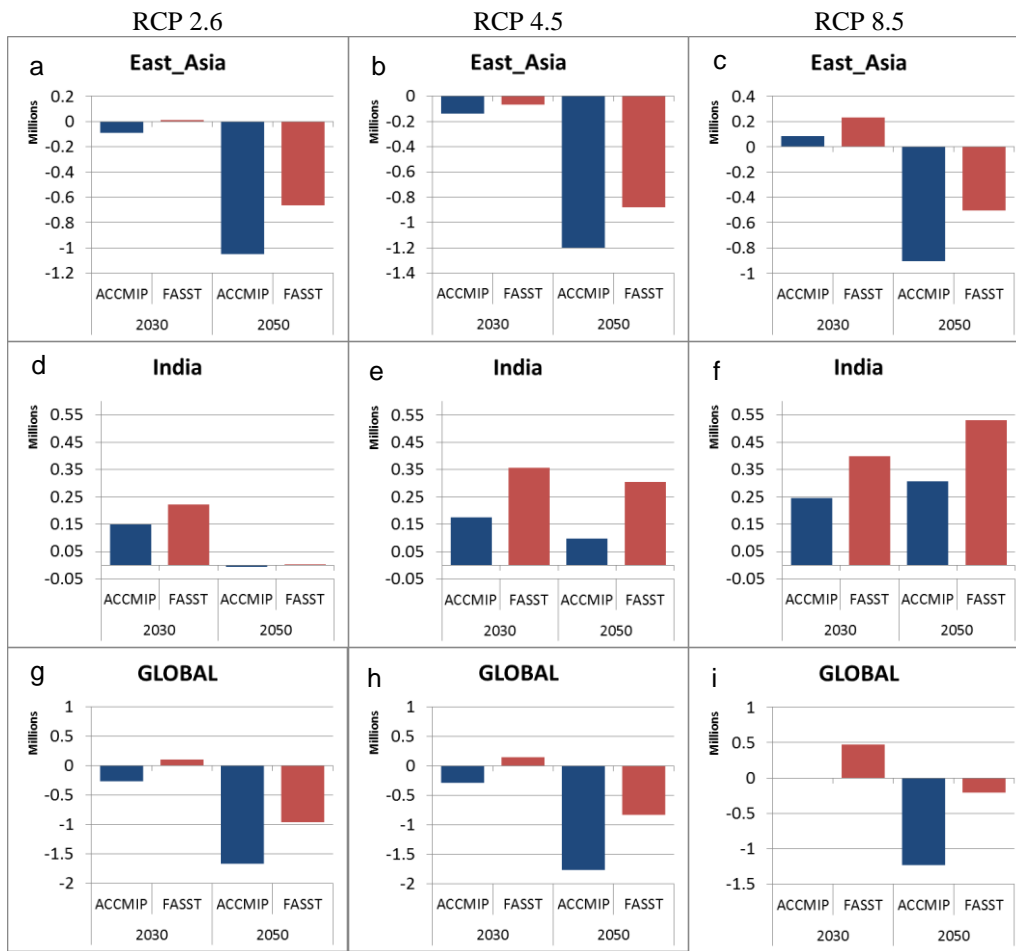 RCP 2.6 RCP 4.5 RCP 8.5
a
East_Asia
Millions
0.2
0
-0.2
-0.4
-0.6
-0.8
-1
-1.2
ACCMIP FASST ACCMIP FASST
2030 2050
b
East_Asia
Millions
0
-0.2
-0.4
-0.6
-0.8
-1
-1.2
-1.4
ACCMIP FASST ACCMIP FASST
2030 2050
c
East_Asia
Millions
0.4
0.2
0
-0.2
-0.4
-0.6
-0.8
-1
ACCMIP FASST ACCMIP FASST
2030 2050
d
India
Millions
0.55
0.45
0.35
0.25
0.15
0.05
-0.05
ACCMIP FASST ACCMIP FASST
2030 2050
e
India
Millions
0.55
0.45
0.35
0.25
0.15
0.05
-0.05
ACCMIP FASST ACCMIP FASST
2030 2050
f
India
Millions
0.55
0.45
0.35
0.25
0.15
0.05
-0.05
ACCMIP FASST ACCMIP FASST
2030 2050
g
GLOBAL
Millions
1
0.5
0
-0.5
-1
-1.5
-2
ACCMIP FASST ACCMIP FASST
2030 2050
h
GLOBAL
Millions
1
0.5
0
-0.5
-1
-1.5
-2
ACCMIP FASST ACCMIP FASST
2030 2050
i
GLOBAL
Millions
1
0.5
0
-0.5
-1
-1.5
ACCMIP FASST ACCMIP FASST
2030 2050